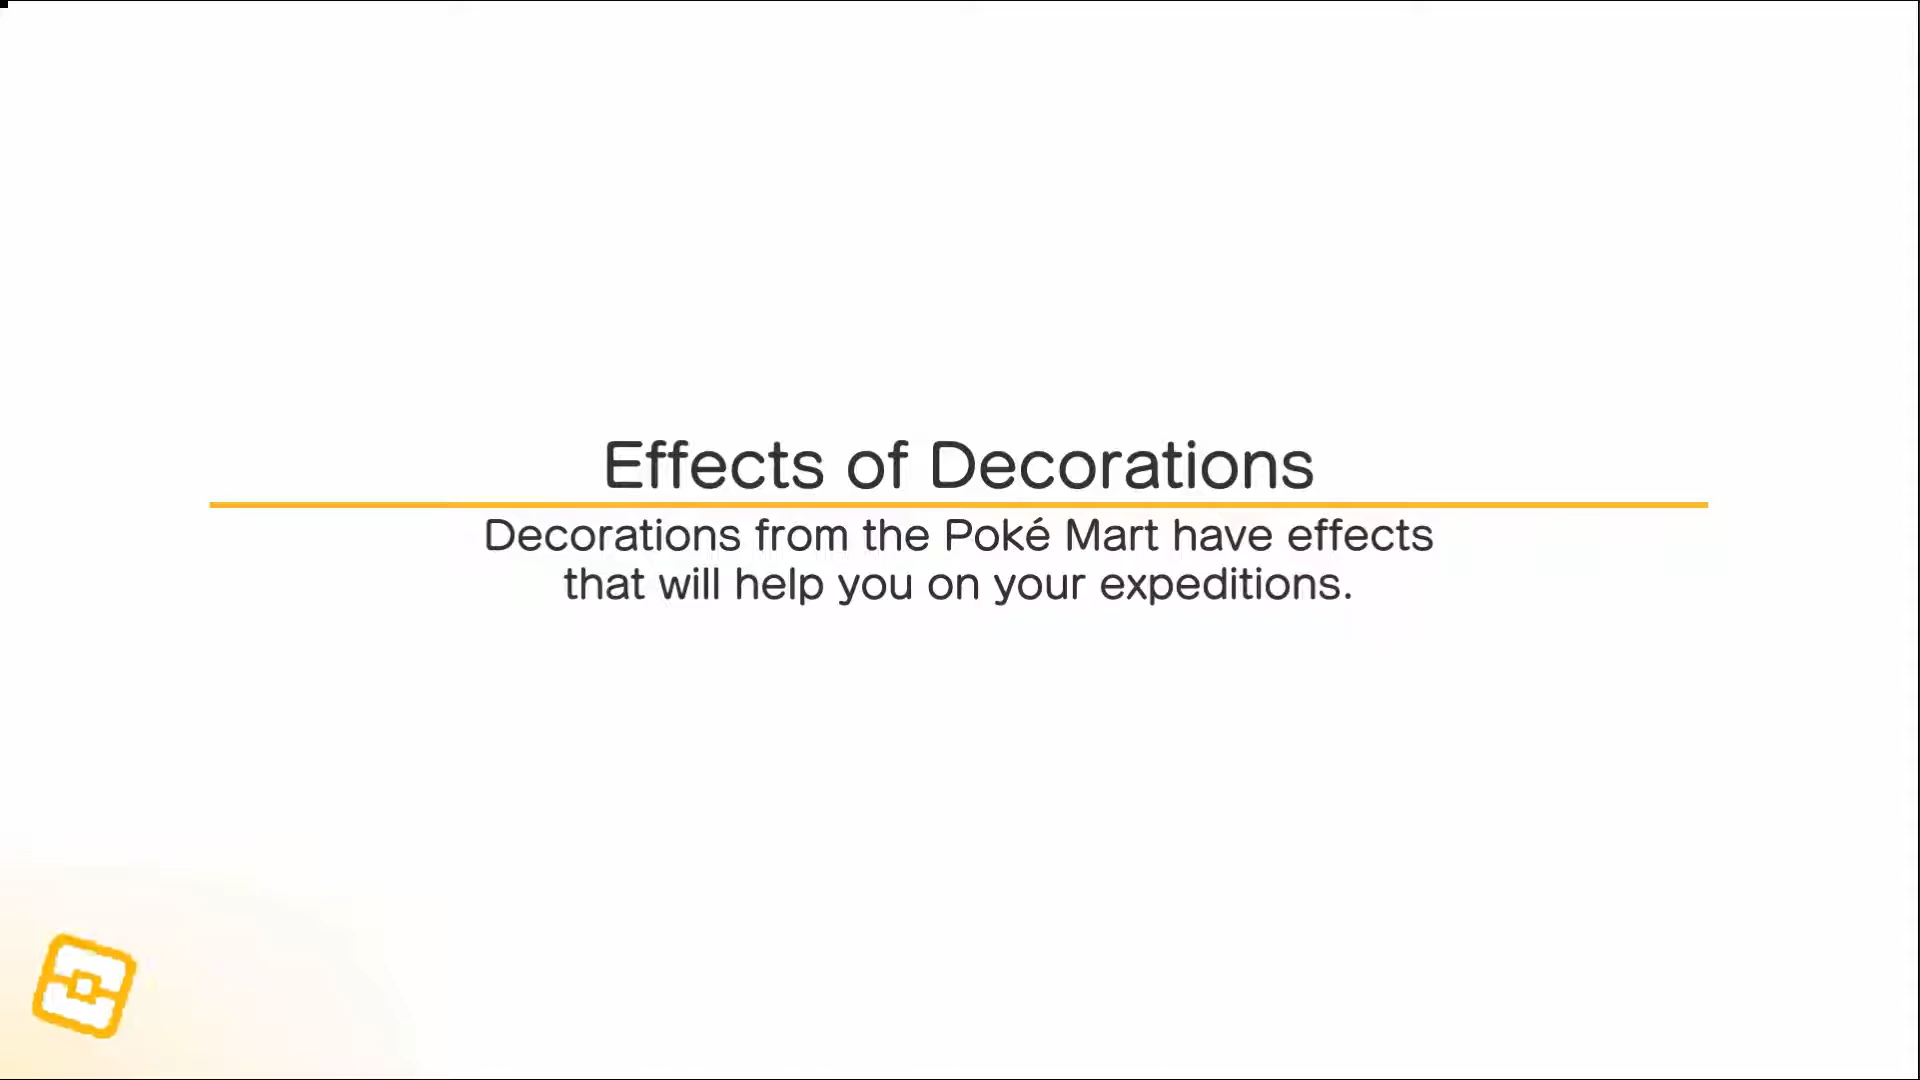 Effects of Decorations
Decorations from the Poké Mart have effects
that will help you on your expeditions.